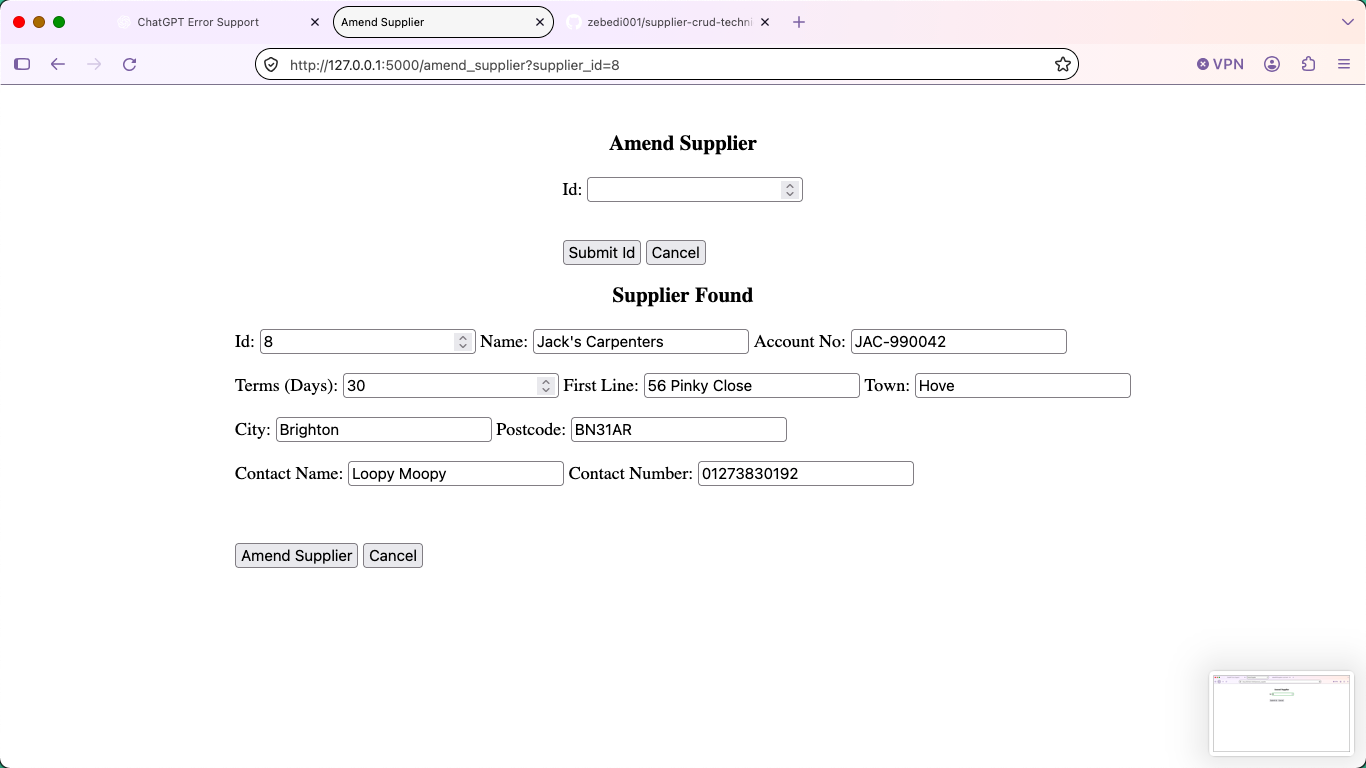 ChatGPT Error Support
Amend Supplier
zebedi001/supplier-crud-techni
http://127.0.0.1:5000/amend_supplier?supplier_id=8
VPN
Amend Supplier
Id:
Submit Id Cancel
Supplier Found
Id: 8 Name: Jack's Carpenters Account No: JAC-990042
Terms (Days): 30 First Line: 56 Pinky Close Town: Hove
City: Brighton Postcode: BN31AR
Contact Name: Loopy Moopy Contact Number: 01273830192
Amend Supplier Cancel